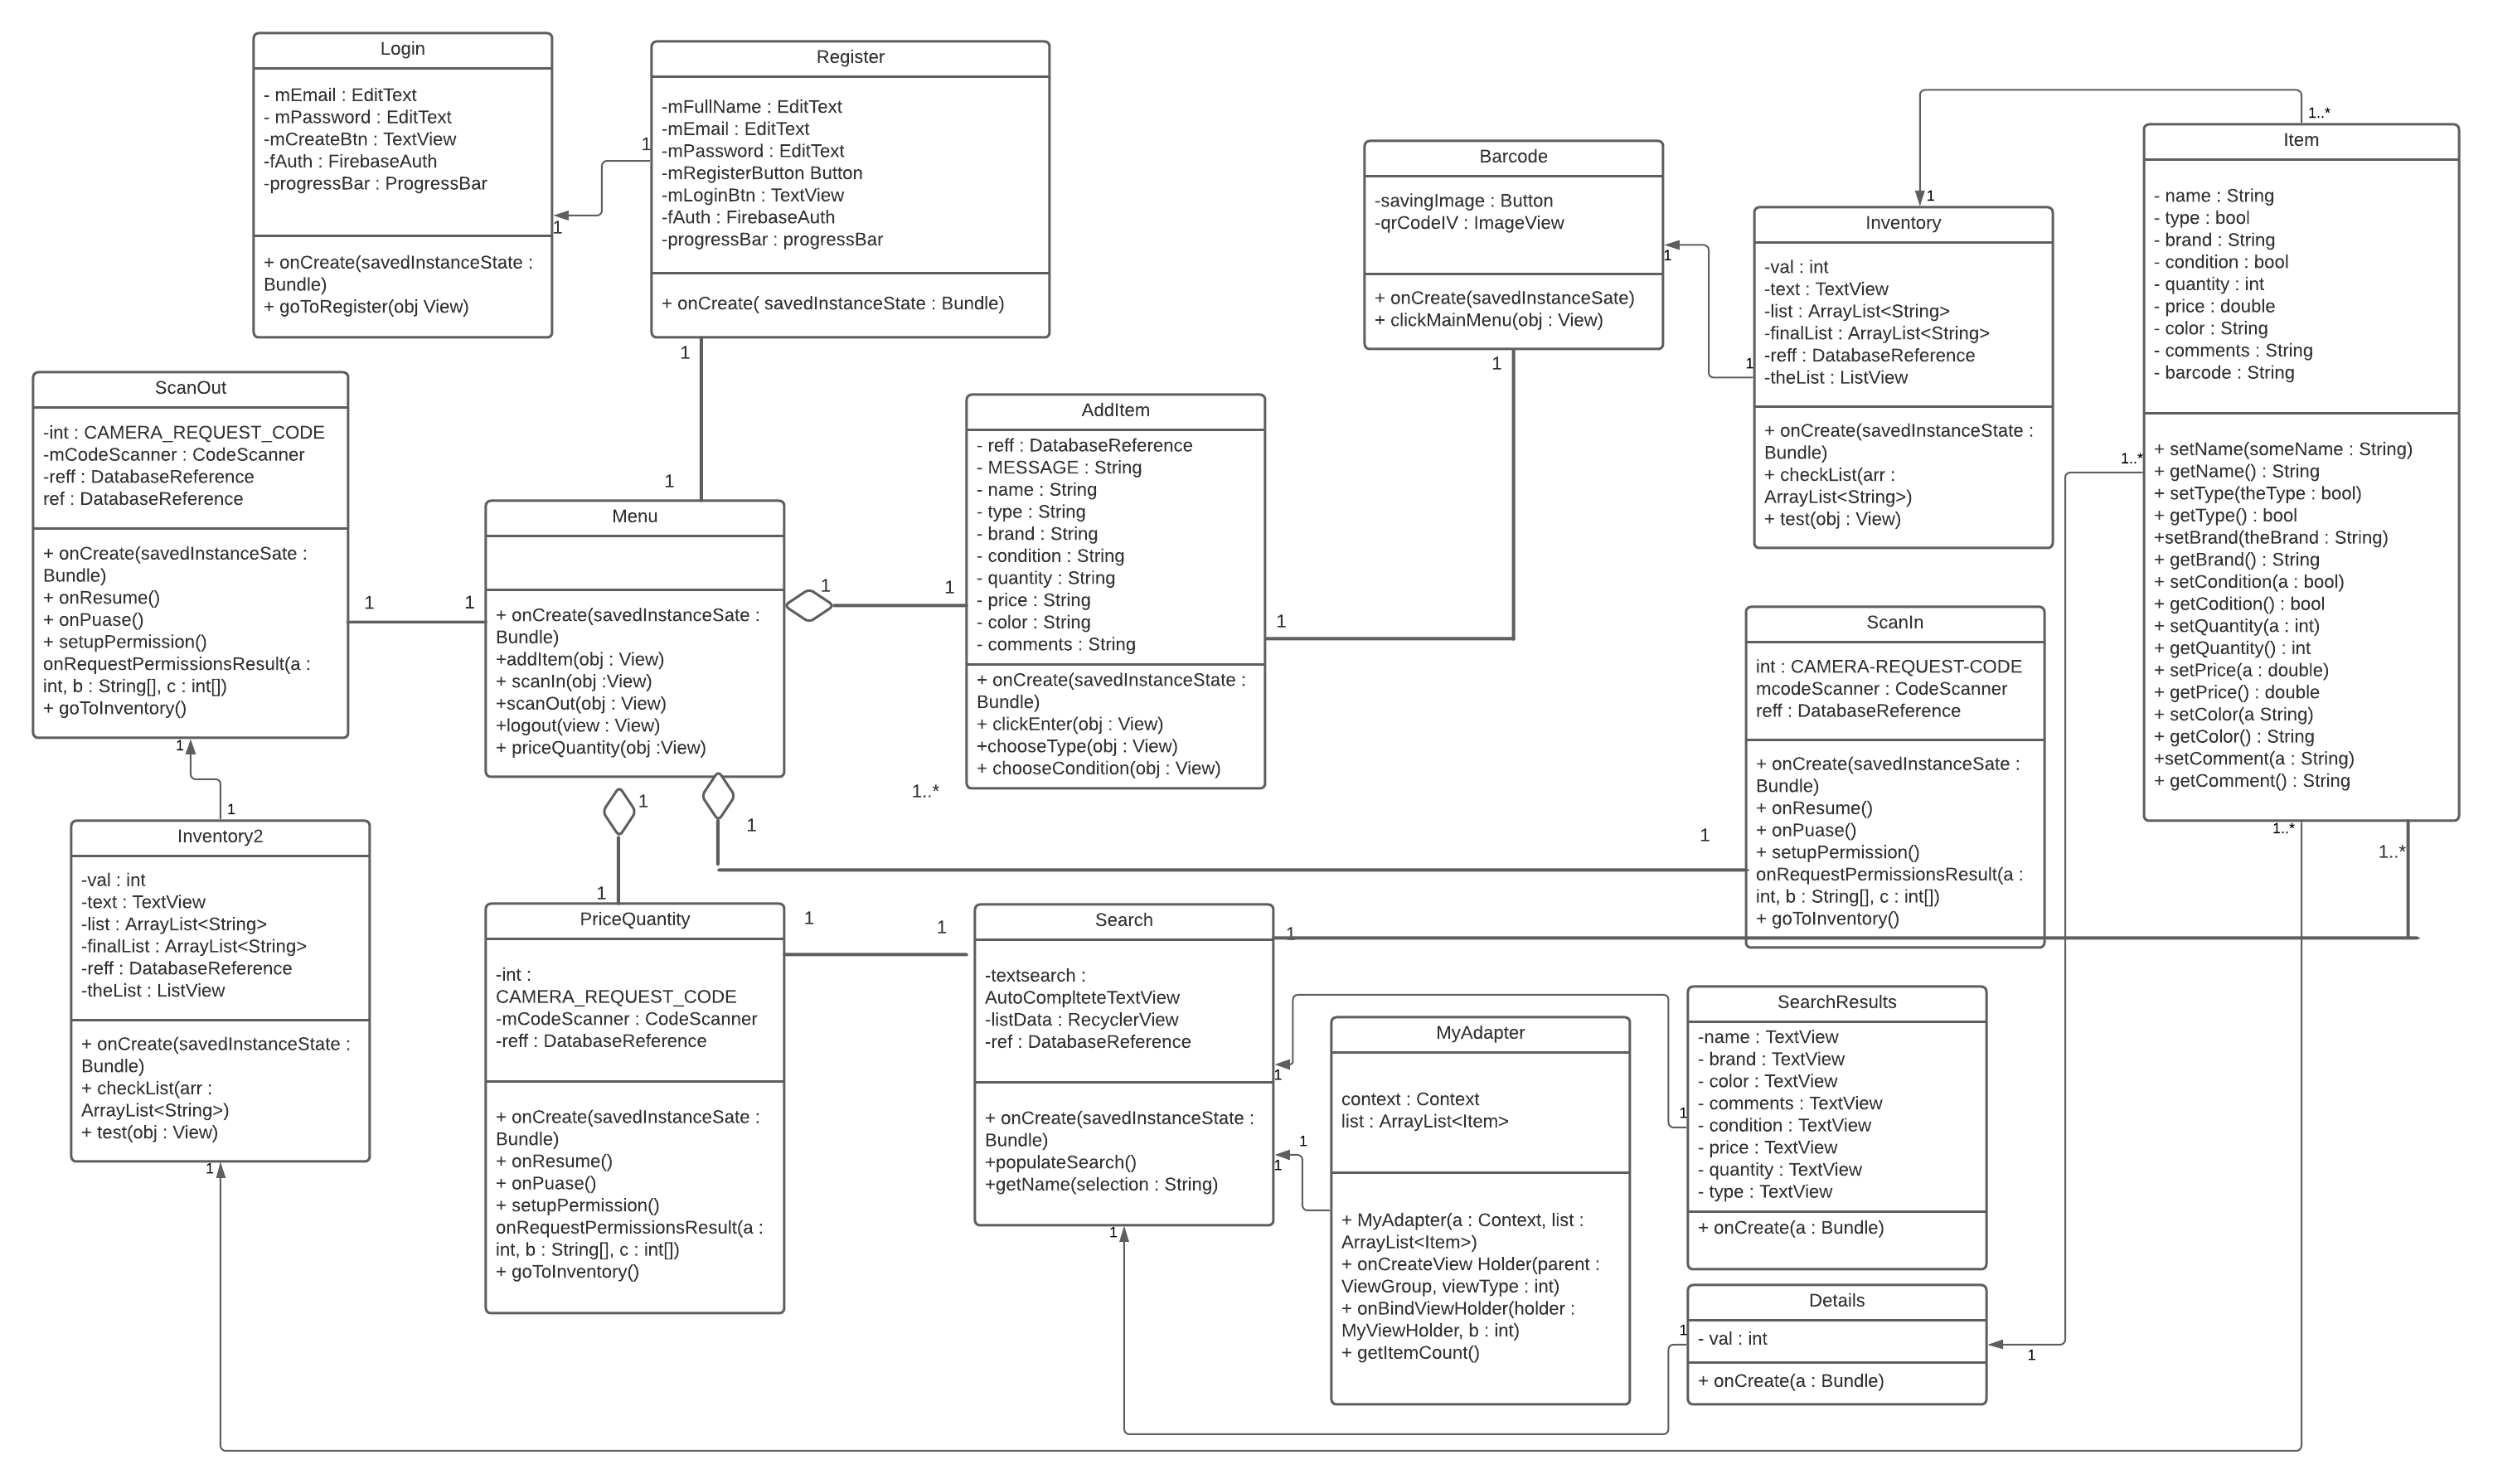 Login
- mEmail : EditText
- mPassword : EditText
-mCreateBtn : TextView
-fAuth : FirebaseAuth
-progressBar : ProgressBar
+ onCreate(savedInstanceState :
Bundle)
+ goToRegister(obj View)
1
1
Register
-mFullName : EditText
-mEmail : EditText
-mPassword : EditText
-mRegisterButton Button
-mLoginBtn : TextView
-fAuth : FirebaseAuth
-progressBar : progressBar
+ onCreate( savedInstanceState : Bundle)
1
1
Barcode
-savingImage : Button
-qrCodeIV : ImageView
+ onCreate(savedInstanceSate)
+ clickMainMenu(obj : View)
1
1
1
1
Inventory
-val : int
-text : TextView
-list : ArrayList<String>
-finalList : ArrayList<String>
-reff : DatabaseReference
-theList : ListView
+ onCreate(savedInstanceState :
Bundle)
+ checkList(arr :
ArrayList<String>)
+ test(obj : View)
1
1..*
Item
- name : String
- type : bool
- brand : String
- condition : bool
- quantity : int
- price : double
- color : String
- comments : String
- barcode : String
+ setName(someName : String)
+ getName() : String
+ setType(theType : bool)
+ getType() : bool
+setBrand(theBrand : String)
+ getBrand() : String
+ setCondition(a : bool)
+ getCodition() : bool
+ setQuantity(a : int)
+ getQuantity() : int
+ setPrice(a : double)
+ getPrice() : double
+ setColor(a String)
+ getColor() : String
+setComment(a : String)
+ getComment() : String
1..*
1..*
1..*
ScanOut
-int : CAMERA_REQUEST_CODE
-mCodeScanner : CodeScanner
-reff : DatabaseReference
ref : DatabaseReference
+ onCreate(savedInstanceSate :
Bundle)
+ onResume()
+ onPuase()
+ setupPermission()
onRequestPermissionsResult(a :
int, b : String[], c : int[])
+ goToInventory()
1
1
1
1
Menu
+ onCreate(savedInstanceSate :
Bundle)
+addItem(obj : View)
+ scanIn(obj :View)
+scanOut(obj : View)
+logout(view : View)
+ priceQuantity(obj :View)
1
1
1
1
1
1..*
AddItem
- reff : DatabaseReference
- MESSAGE : String
- name : String
- type : String
- brand : String
- condition : String
- quantity : String
- price : String
- color : String
- comments : String
+ onCreate(savedInstanceState :
Bundle)
+ clickEnter(obj : View)
+chooseType(obj : View)
+ chooseCondition(obj : View)
ScanIn
int : CAMERA-REQUEST-CODE
mcodeScanner : CodeScanner
reff : DatabaseReference
+ onCreate(savedInstanceSate :
Bundle)
+ onResume()
+ onPuase()
+ setupPermission()
onRequestPermissionsResult(a :
int, b : String[], c : int[])
+ goToInventory()
1
Inventory2
-val : int
-text : TextView
-list : ArrayList<String>
-finalList : ArrayList<String>
-reff : DatabaseReference
-theList : ListView
+ onCreate(savedInstanceState :
Bundle)
+ checkList(arr :
ArrayList<String>)
+ test(obj : View)
1
PriceQuantity
-int :
CAMERA_REQUEST_CODE
-mCodeScanner : CodeScanner
-reff : DatabaseReference
+ onCreate(savedInstanceSate :
Bundle)
+ onResume()
+ onPuase()
+ setupPermission()
onRequestPermissionsResult(a :
int, b : String[], c : int[])
+ goToInventory()
1
1
Search
-textsearch :
AutoComplteteTextView
-listData : RecyclerView
-ref : DatabaseReference
+ onCreate(savedInstanceState :
Bundle)
+populateSearch()
+getName(selection : String)
1
1
1
1
1
MyAdapter
context : Context
list : ArrayList<Item>
+ MyAdapter(a : Context, list :
ArrayList<Item>)
+ onCreateView Holder(parent :
ViewGroup, viewType : int)
+ onBindViewHolder(holder :
MyViewHolder, b : int)
+ getItemCount()
SearchResults
-name : TextView
- brand : TextView
- color : TextView
- comments : TextView
- condition : TextView
- price : TextView
- quantity : TextView
- type : TextView
+ onCreate(a : Bundle)
1
1
Details
- val : int
+ onCreate(a : Bundle)
1